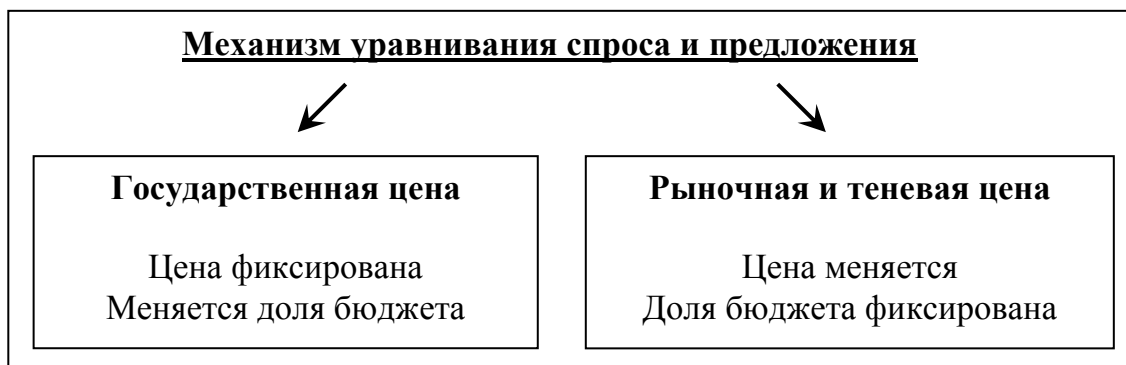 Механизм уравнивания спроса и предложения
Государственная цена
Цена фиксирована
Меняется доля бюджета
Рыночная и теневая цена
Цена меняется
Доля бюджета фиксирована